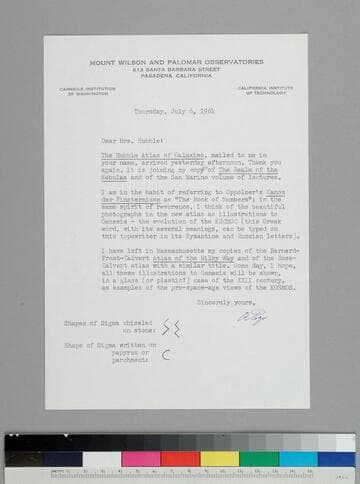 MOUNT WILSON AND PALOMAR OBSERVATORIES
813 SANTA BARBARA STREET
PASADENA, CALIFORNIA
CARNEGIE INSTITUTION
OF WASHINGTON
CALIFORNIA INSTITUTE
OF TECHNOLOGY
Thursday, July 6, 1961
Dear Mrs. Hubble:
The Hubble Atlas of Galaxies, mailed to me in
your name, arrived yesterday afternoon. Thank you
again. It is joining my copy of The Realm of the
Nebulae and of the San Marino volume of lectures.
I am in the habit of referring to Oppolzer's Canon
der Finsternisse as "The Book of Numbers"; in the
same spirit of reverence, I think of the beautiful
photographs in the new atlas as illustrations to
Genesis - the evolution of the KOCMOC [this Greek
word, with its several meanings, can be typed on
this typewriter in its Byzantine and Russian letters].
I have left in Massachusetts my copies of the Barnard-
Frost-Calvert Atlas of the Milky Way and of the Ross-
Calvert atlas with a similar title. Some day, I hope,
all these illustrations to Genesis will be shown,
in a glass [or plastic?] case of the XXII century,
as examples of the pre-space-age views of the KOSMOS.
Sincerely yours,
Shapes of Sigma chiseled
on stone:
Shape of Sigma written on
papyrus or
parchment: C